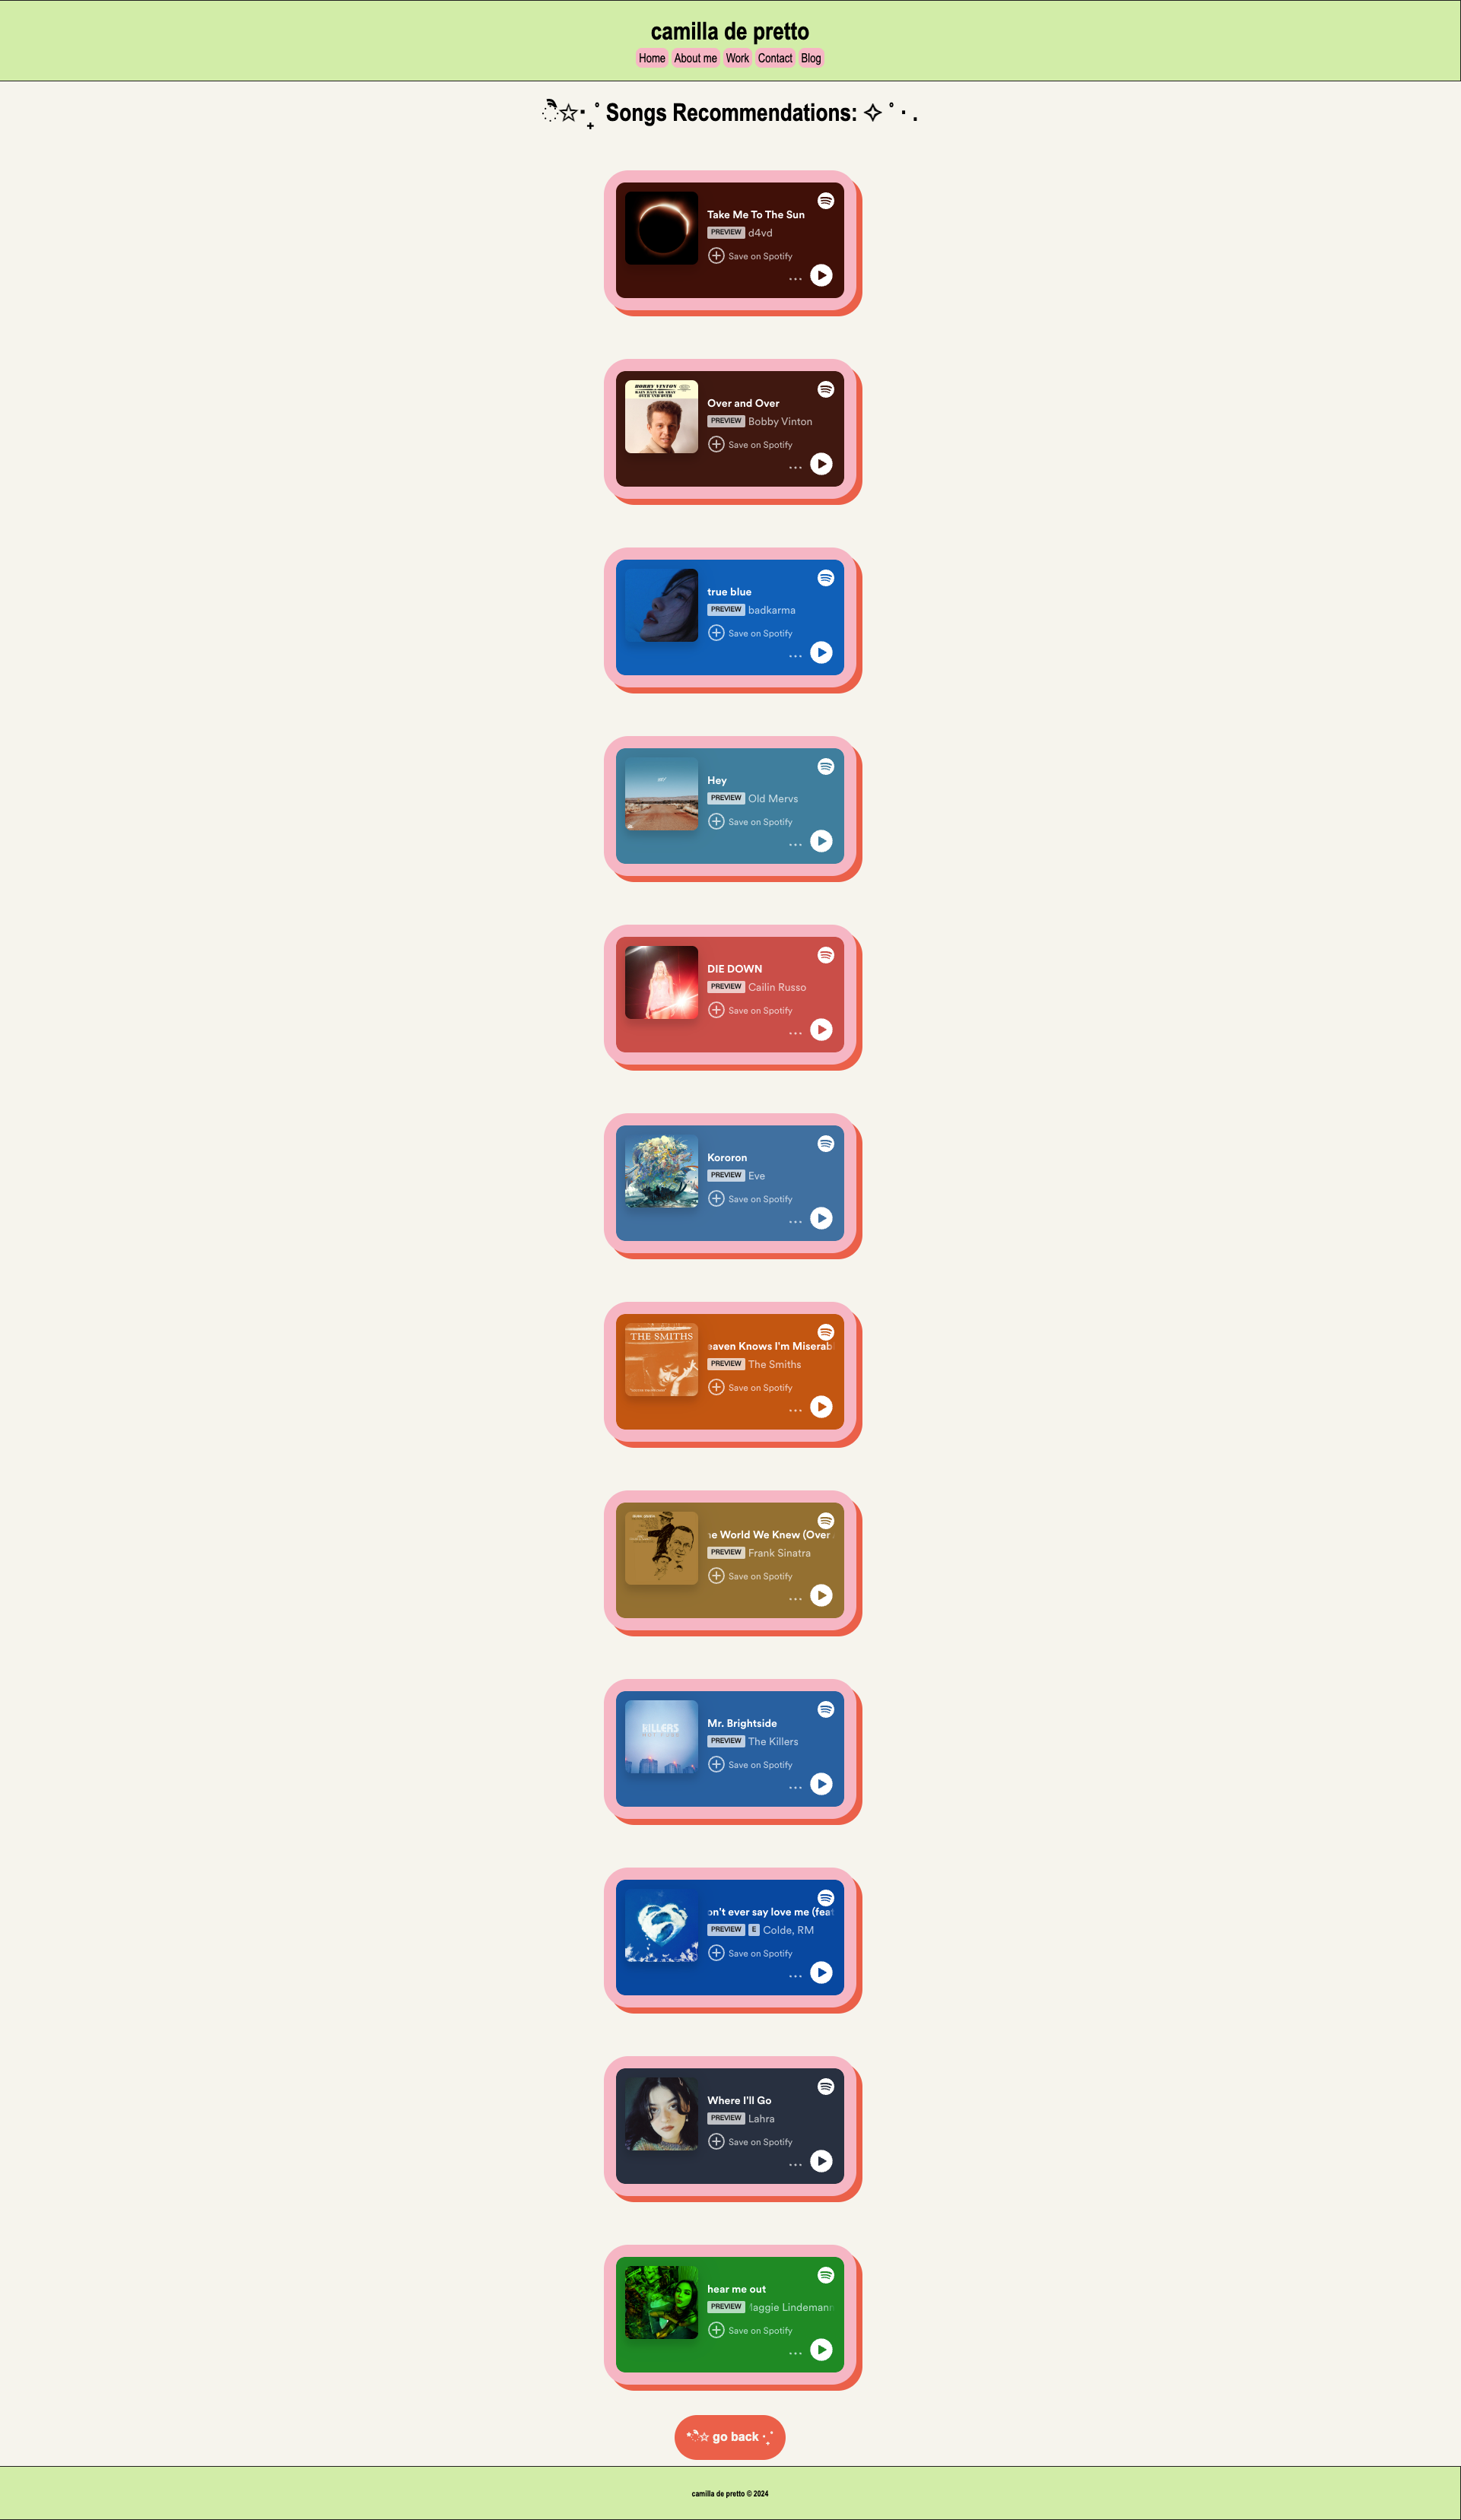 camilla de pretto
Home About me Work Contact Blog
☆⋅˖˚ Songs Recommendations: ✧ ˚ · .
Take Me To The Sun
PREVIEW d4vd
Save on Spotify
BOBBY VINTON
Over and Over
PREVIEW Bobby Vinton
Save on Spotify
true blue
PREVIEW badkarma
Save on Spotify
Hey
PREVIEW Old Mervs
Save on Spotify
DIE DOWN
PREVIEW Cailin Russo
Save on Spotify
Kororon
PREVIEW Eve
Save on Spotify
THE SMITHS
eaven Knows I'm Miserab
PREVIEW The Smiths
Save on Spotify
ne World We Knew (Over
PREVIEW Frank Sinatra
Save on Spotify
KILLERS
Mr. Brightside
PREVIEW The Killers
Save on Spotify
on't ever say love me (feat
PREVIEW E Colde, RM
Save on Spotify
Where I'll Go
PREVIEW Lahra
Save on Spotify
hear me out
PREVIEW aggie Lindemann
Save on Spotify
☆ go back ⋅˖˚
camilla de pretto © 2024